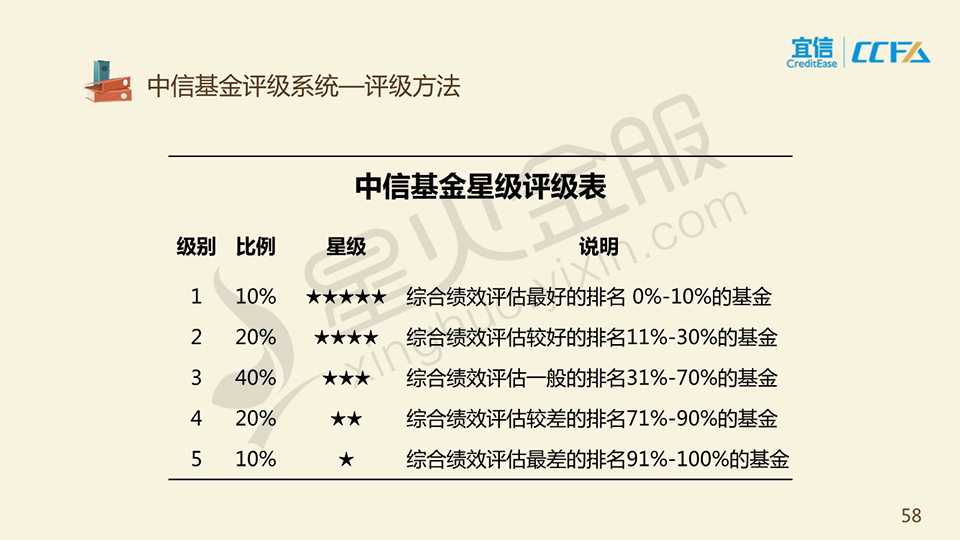 宜信
CreditEase
CCFA
中信基金评级系统—评级方法
中信基金星级评级表
级别 比例 星级 说明
1 10% ★★★★★ 综合绩效评估最好的排名 0%-10%的基金
2 20% ★★★★ 综合绩效评估较好的排名11%-30%的基金
3 40% ★★★ 综合绩效评估一般的排名31%-70%的基金
4 20% ★★ 综合绩效评估较差的排名71%-90%的基金
5 10% ★ 综合绩效评估最差的排名91%-100%的基金
星火金服
xinghuo.yixin.com
58